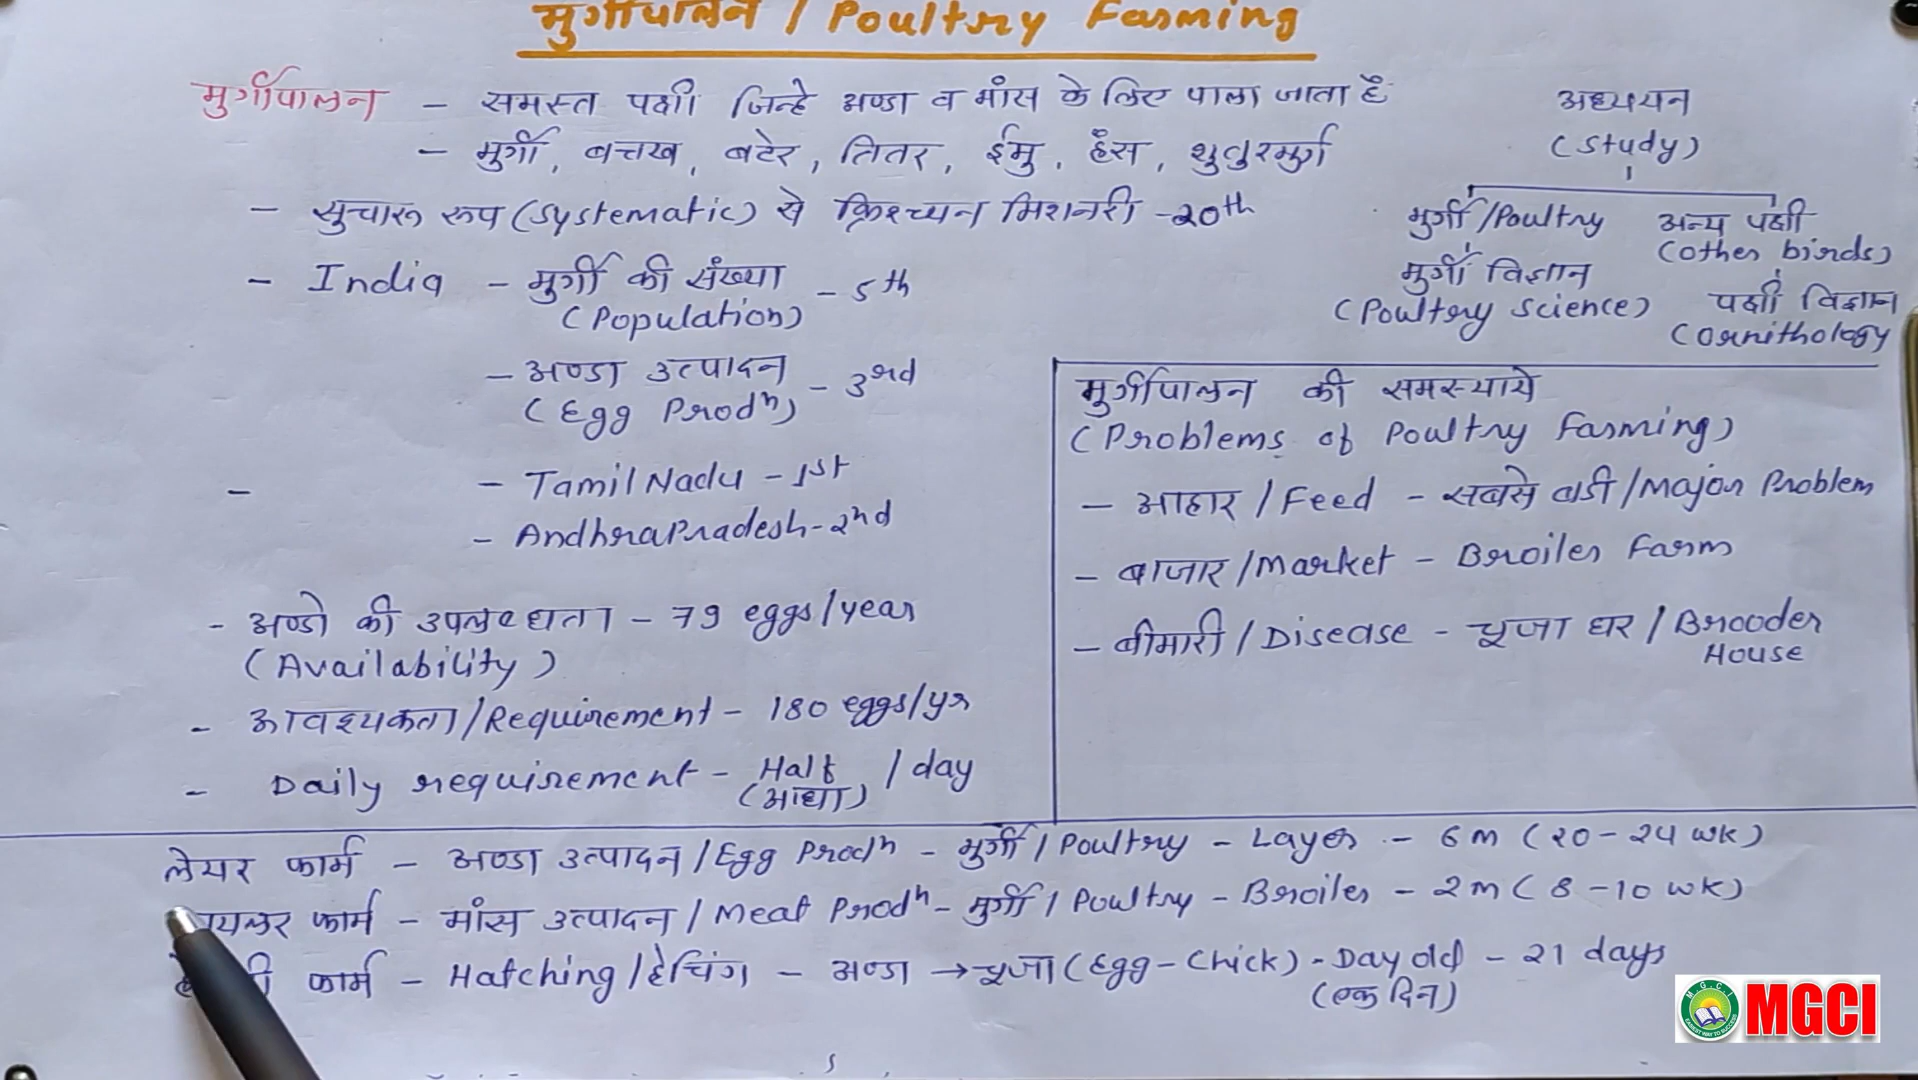 मुर्गीपालन / Poultry Farming
मुर्गीपालन - समस्त पक्षी जिन्हे अण्डा व मांस के लिए पाला जाता है
- मुर्गी, बत्तख, बटेर, तितर, ईमु, हंस, शुतुरमुर्ग
- सुचारू रूप (Systematic) से क्रिश्च्यन मिशनरी - 20th
- India - मुर्गी की संख्या - 5th
(Population)
- अण्डा उत्पादन - 3rd
(Egg Prodn)
- - Tamil Nadu - 1st
- Andhra Pradesh - 2nd
- अण्डो की उपलब्धता - 79 eggs/year
(Availability)
- आवश्यकता/Requirement - 180 eggs/yr
- Daily requirement - Half / day
(आधा)
अध्ययन
(Study)
मुर्गी/Poultry अन्य पक्षी
(other birds)
मुर्गी विज्ञान
(Poultry Science)
पक्षी विज्ञान
(Ornithology
मुर्गीपालन की समस्याये
(Problems of Poultry Farming)
- आहार / Feed - सबसे बडी/Major Problem
- बाजार / Market - Broiler Farm
- बीमारी / Disease - चूजा घर / Brooder
House
लेयर फार्म - अण्डा उत्पादन / Egg Prodn - मुर्गी / Poultry - Layer - 6 m (20 - 24 wk)
फार्म - मांस उत्पादन / Meat Prodn - मुर्गी / Poultry - Broiler - 2 m (8 - 10 wk)
फार्म - Hatching / हेचिंग - अण्डा → चूजा (Egg - Chick) - Day old - 21 days
(एक दिन)
M.G.C.I
MGCI